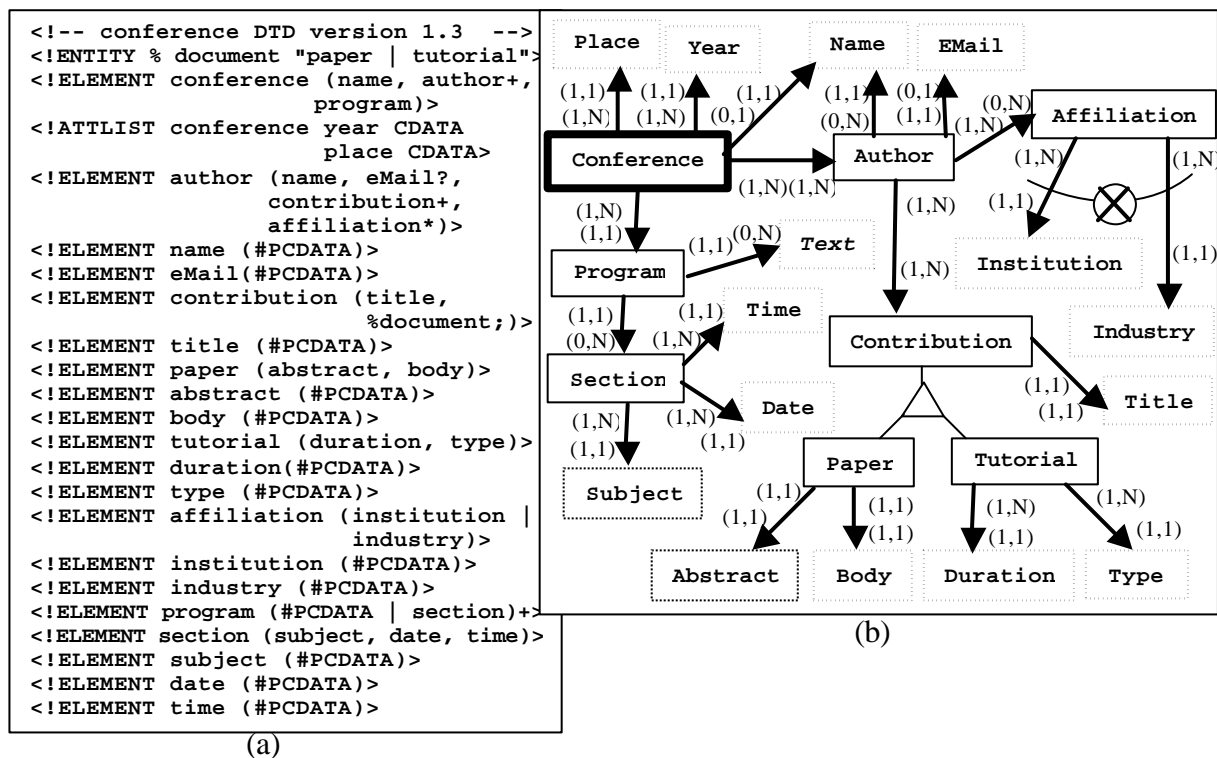 <!-- conference DTD version 1.3 -->
<!ENTITY % document "paper | tutorial">
<!ELEMENT conference (name, author+,
program)>
<!ATTLIST conference year CDATA
place CDATA>
<!ELEMENT author (name, eMail?,
contribution+,
affiliation*)>
<!ELEMENT name (#PCDATA)>
<!ELEMENT eMail(#PCDATA)>
<!ELEMENT contribution (title,
%document;)>
<!ELEMENT title (#PCDATA)>
<!ELEMENT paper (abstract, body)>
<!ELEMENT abstract (#PCDATA)>
<!ELEMENT body (#PCDATA)>
<!ELEMENT tutorial (duration, type)>
<!ELEMENT duration(#PCDATA)>
<!ELEMENT type (#PCDATA)>
<!ELEMENT affiliation (institution |
industry)>
<!ELEMENT institution (#PCDATA)>
<!ELEMENT industry (#PCDATA)>
<!ELEMENT program (#PCDATA | section)+>
<!ELEMENT section (subject, date, time)>
<!ELEMENT subject (#PCDATA)>
<!ELEMENT date (#PCDATA)>
<!ELEMENT time (#PCDATA)>
(a)
Place Year Name EMail
(1,1) (1,1) (1,1) (1,1) (0,1) (0,N) Affiliation
(1,N) (1,N) (0,1) (0,N) (1,1) (1,N)
Conference Author
(1,N)(1,N)
(1,N) (1,N)
(1,N) (1,N) (1,1)
(1,1) (1,1) (0,N) Text
Program (1,N) Institution (1,1)
(1,1) (1,1) Time
(0,N) (1,N) Contribution Industry
Section
(1,N) (1,N) Date (1,1) Title
(1,1) (1,1) (1,1)
Subject Paper Tutorial
(1,1) (1,1) (1,N) (1,N)
(1,1) (1,1) (1,1) (1,1)
Abstract Body Duration Type
(b)